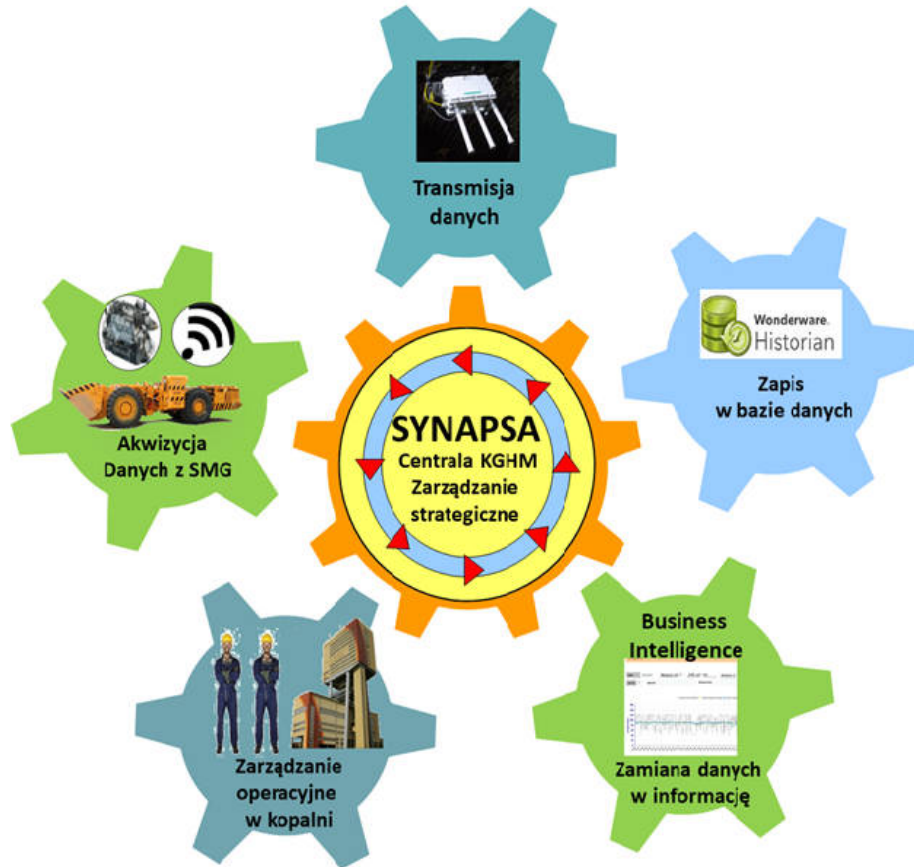 Transmisja
danych
Wonderware
Historian
Zapis
w bazie danych
Akwizycja
Danych z SMG
SYNAPSA
Centrala KGHM
Zarządzanie
strategiczne
Business
Intelligence
Zamiana danych
w informację
Zarządzanie
operacyjne
w kopalni